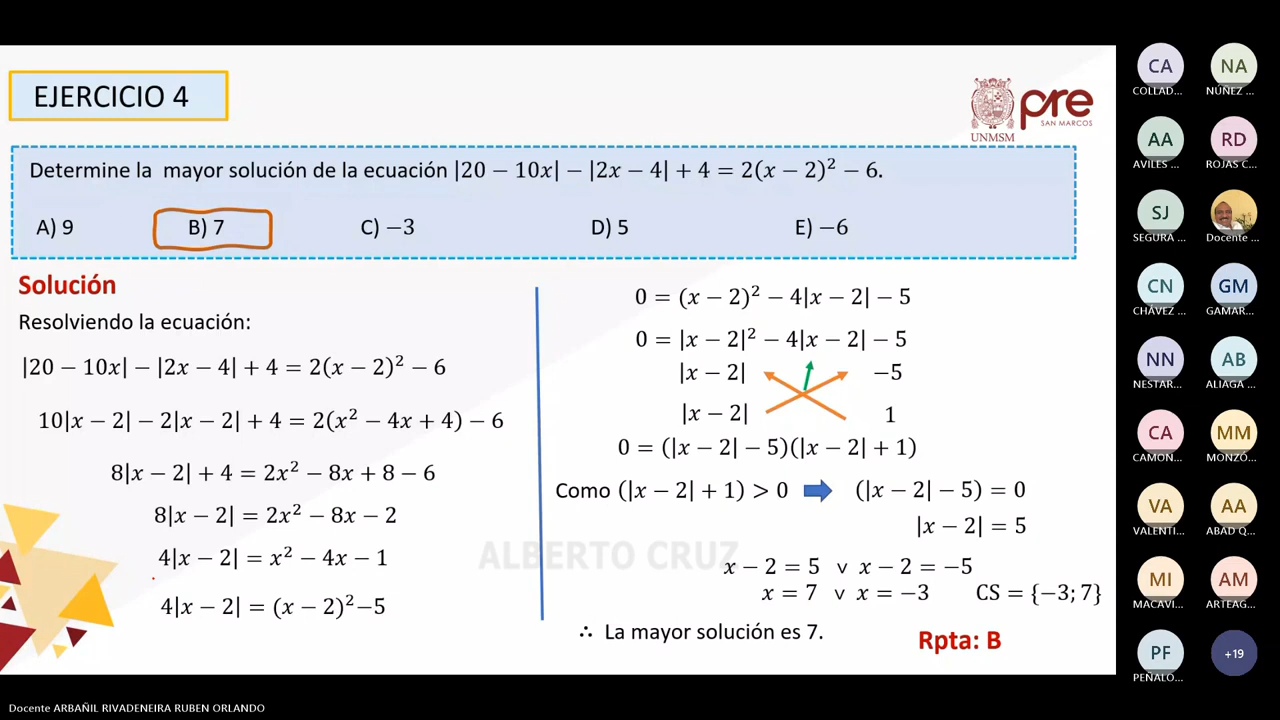 EJERCICIO 4
UNMSM
pre
SAN MARCOS
Determine la mayor solución de la ecuación |20 − 10x| − |2x − 4| + 4 = 2(x − 2)² − 6.
A) 9 B) 7 C) −3 D) 5 E) −6
Solución
Resolviendo la ecuación:
|20 − 10x| − |2x − 4| + 4 = 2(x − 2)² − 6
10|x − 2| − 2|x − 2| + 4 = 2(x² − 4x + 4) − 6
8|x − 2| + 4 = 2x² − 8x + 8 − 6
8|x − 2| = 2x² − 8x − 2
4|x − 2| = x² − 4x − 1
4|x − 2| = (x − 2)²−5
0 = (x − 2)² − 4|x − 2| − 5
0 = |x − 2|² − 4|x − 2| − 5
|x − 2| −5
|x − 2| 1
0 = (|x − 2| − 5)(|x − 2| + 1)
Como (|x − 2| + 1) > 0 (|x − 2| − 5) = 0
|x − 2| = 5
ALBERTO CRUZ
x − 2 = 5 ∨ x − 2 = −5
x = 7 ∨ x = −3 CS = {−3; 7}
∴ La mayor solución es 7.
Rpta: B
CA NA
COLLAD... NÚÑEZ ...
AA RD
AVILES ... ROJAS C...
SJ
SEGURA ... Docente ...
CN GM
CHÁVEZ ... GAMAR...
NN AB
NESTAR... ALIAGA ...
CA MM
CAMON... MONZÓ...
VA AA
VALENTI... ABAD Q...
MI AM
MACAVI... ARTEAG...
PF +19
PEÑALO...
Docente ARBAÑIL RIVADENEIRA RUBEN ORLANDO